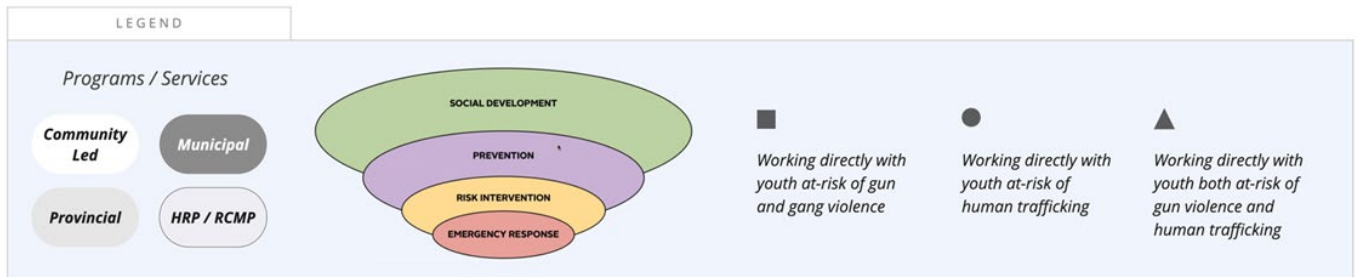 LEGEND
Programs / Services
Community
Led
Municipal
Provincial
HRP / RCMP
SOCIAL DEVELOPMENT
PREVENTION
RISK INTERVENTION
EMERGENCY RESPONSE
Working directly with
youth at-risk of gun
and gang violence
Working directly with
youth at-risk of
human trafficking
Working directly with
youth both at-risk of
gun violence and
human trafficking